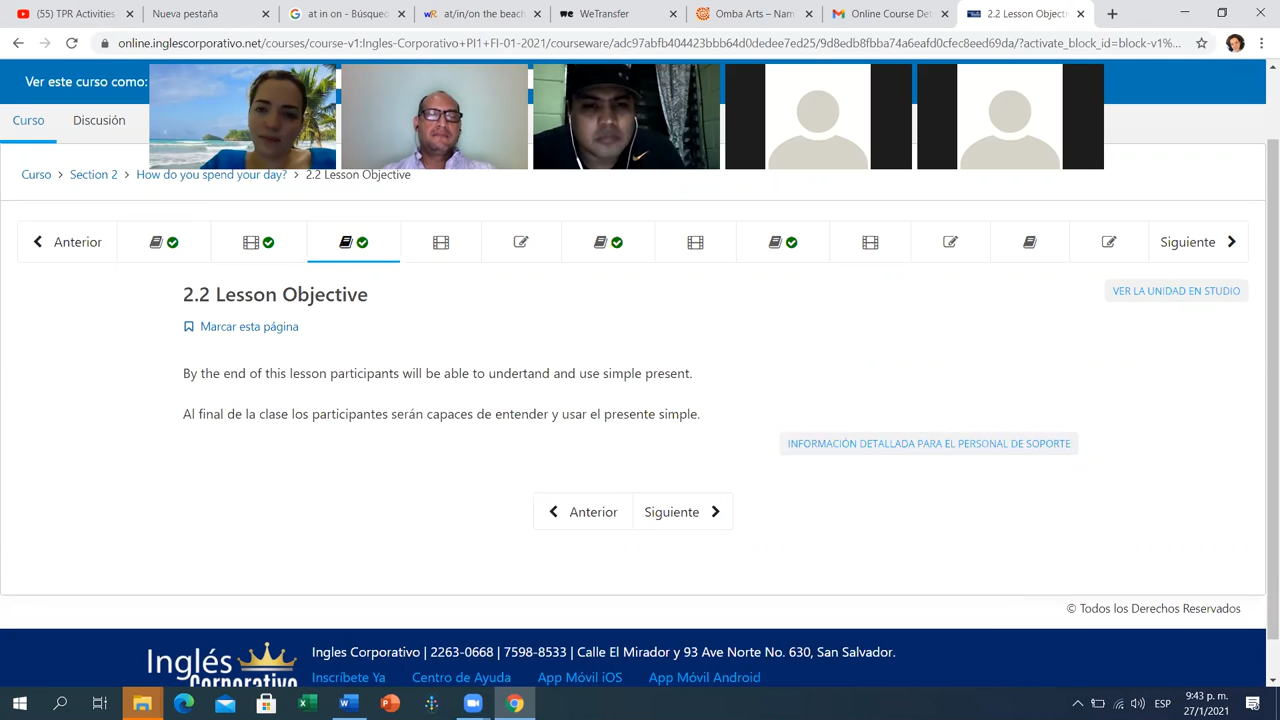 (55) TPR Activities
Nueva pestaña
at in on - Búsqued
at/in/on the beach
WeTransfer
Omba Arts – Nam
Online Course Det
2.2 Lesson Objecti
online.inglescorporativo.net/courses/course-v1:Ingles-Corporativo+PI1+FI-01-2021/courseware/adc97abfb404423bbb64d0dedee7ed25/9d8edb8fbba74a6eafd0cfec8eed69da/?activate_block_id=block-v1%...
Ver este curso como:
Curso
Discusión
Curso > Section 2 > How do you spend your day? > 2.2 Lesson Objective
Anterior
Siguiente
2.2 Lesson Objective
VER LA UNIDAD EN STUDIO
Marcar esta página
By the end of this lesson participants will be able to undertand and use simple present.
Al final de la clase los participantes serán capaces de entender y usar el presente simple.
INFORMACIÓN DETALLADA PARA EL PERSONAL DE SOPORTE
Anterior
Siguiente
© Todos los Derechos Reservados
Inglés
Corporativo
Ingles Corporativo | 2263-0668 | 7598-8533 | Calle El Mirador y 93 Ave Norte No. 630, San Salvador.
Inscríbete Ya
Centro de Ayuda
App Móvil iOS
App Móvil Android
ESP
9:43 p. m.
27/1/2021